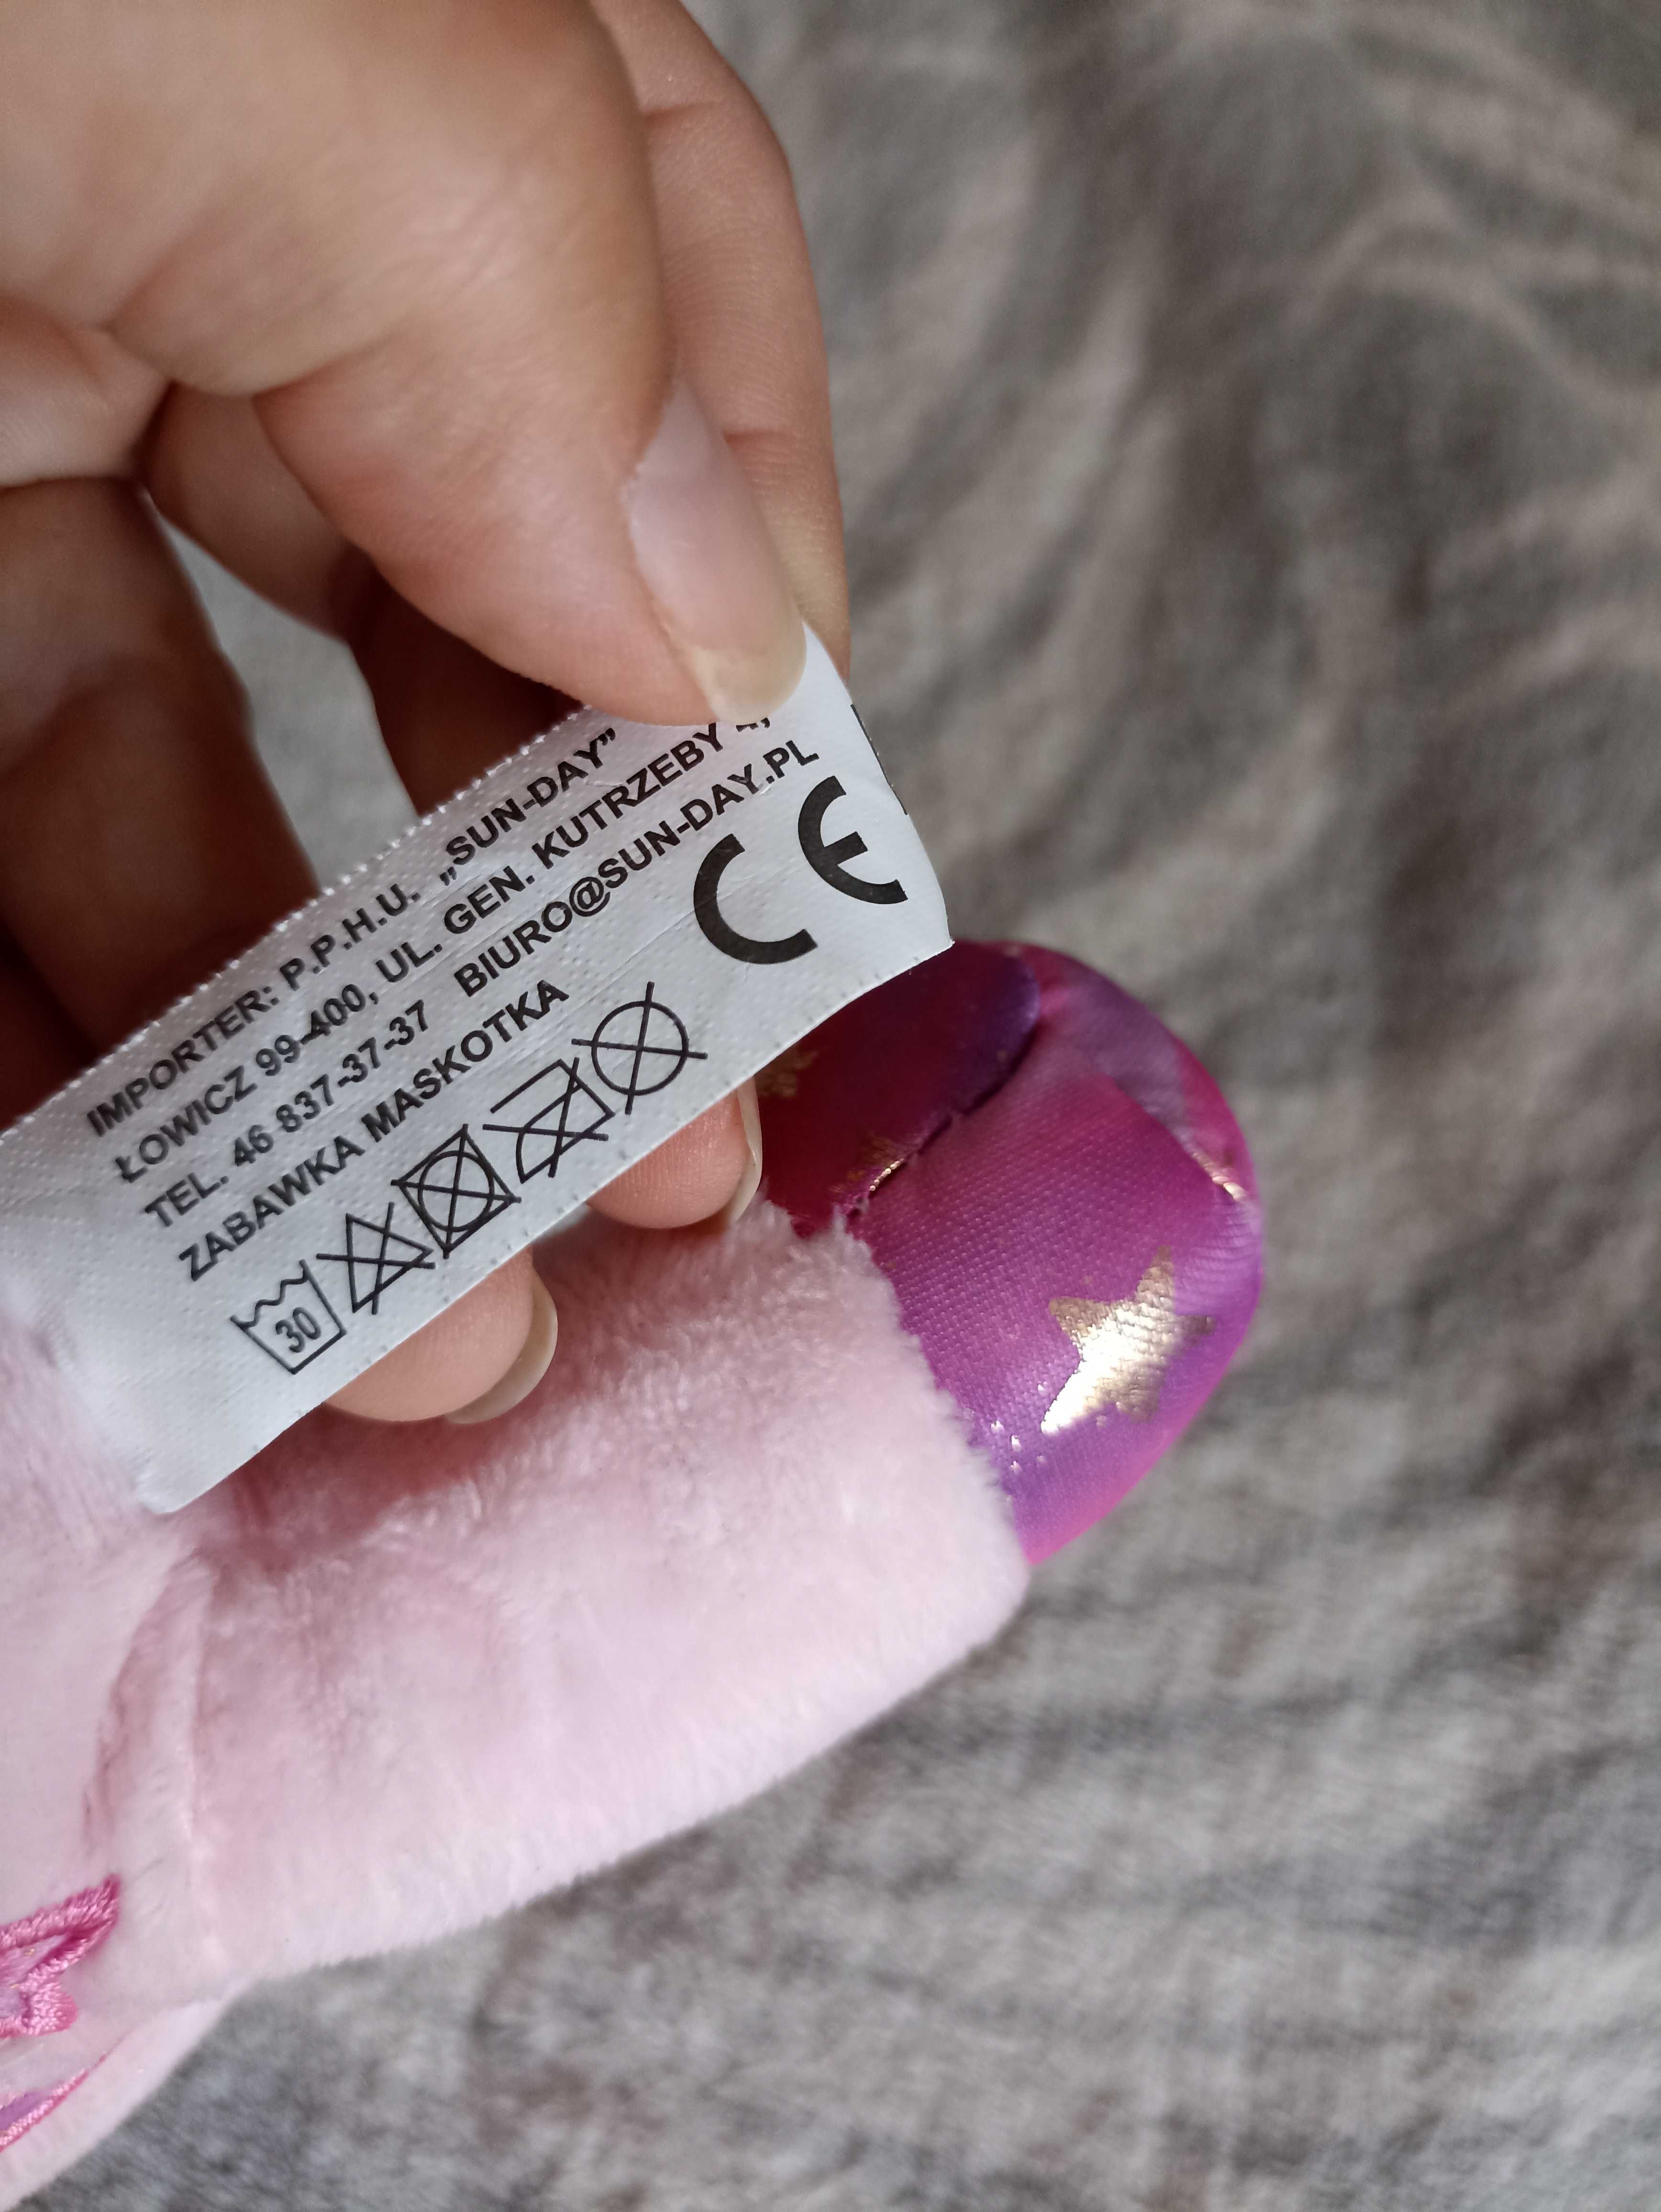 IMPORTER: P.P.H.U. „SUN-DAY”
ŁOWICZ 99-400, UL. GEN. KUTRZEBY
TEL. 46 837-37-37 BIURO@SUN-DAY.PL
ZABAWKA MASKOTKA
CE
30